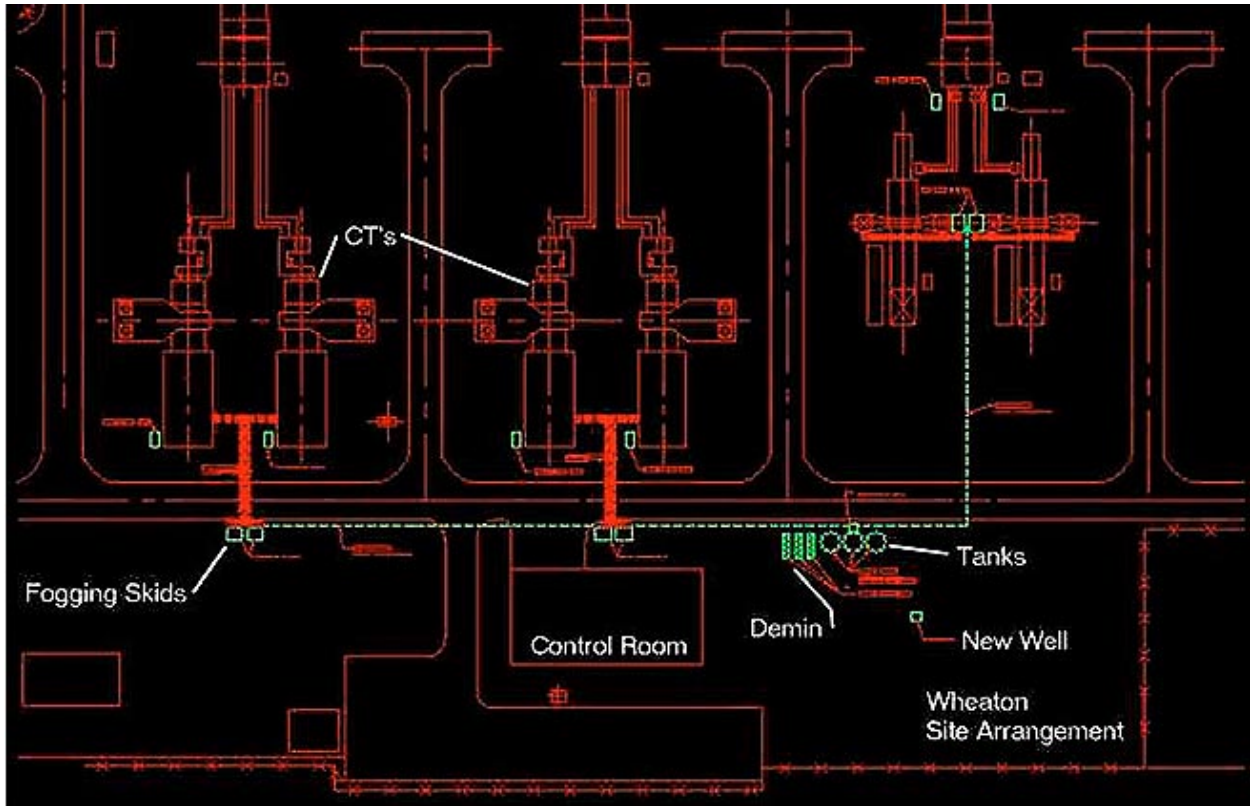 CT's
Fogging Skids
Tanks
Demin
Control Room
New Well
Wheaton
Site Arrangement